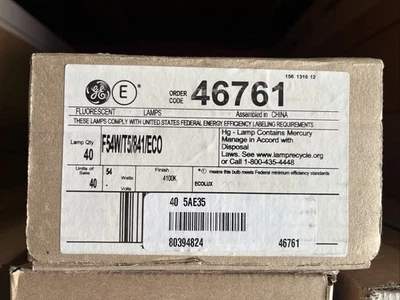 156 1316 12
GE E® ORDER CODE 46761
FLUORESCENT LAMPS Assembled in CHINA
THESE LAMPS COMPLY WITH UNITED STATES FEDERAL ENERGY EFFICIENCY LABELING REQUIREMENTS
Lamp Qty. 40 F54W/T5/841/ECO
Hg - Lamp Contains Mercury
Manage in Accord with
Disposal
Laws. See www.lamprecycle.org
or Call 1-800-435-4448
Units of Sale 40 54 Watts Volts Finish 4100K ECOLUX
E* means this bulb meets Federal minimum efficiency standards
40 5AE35
80394824 46761